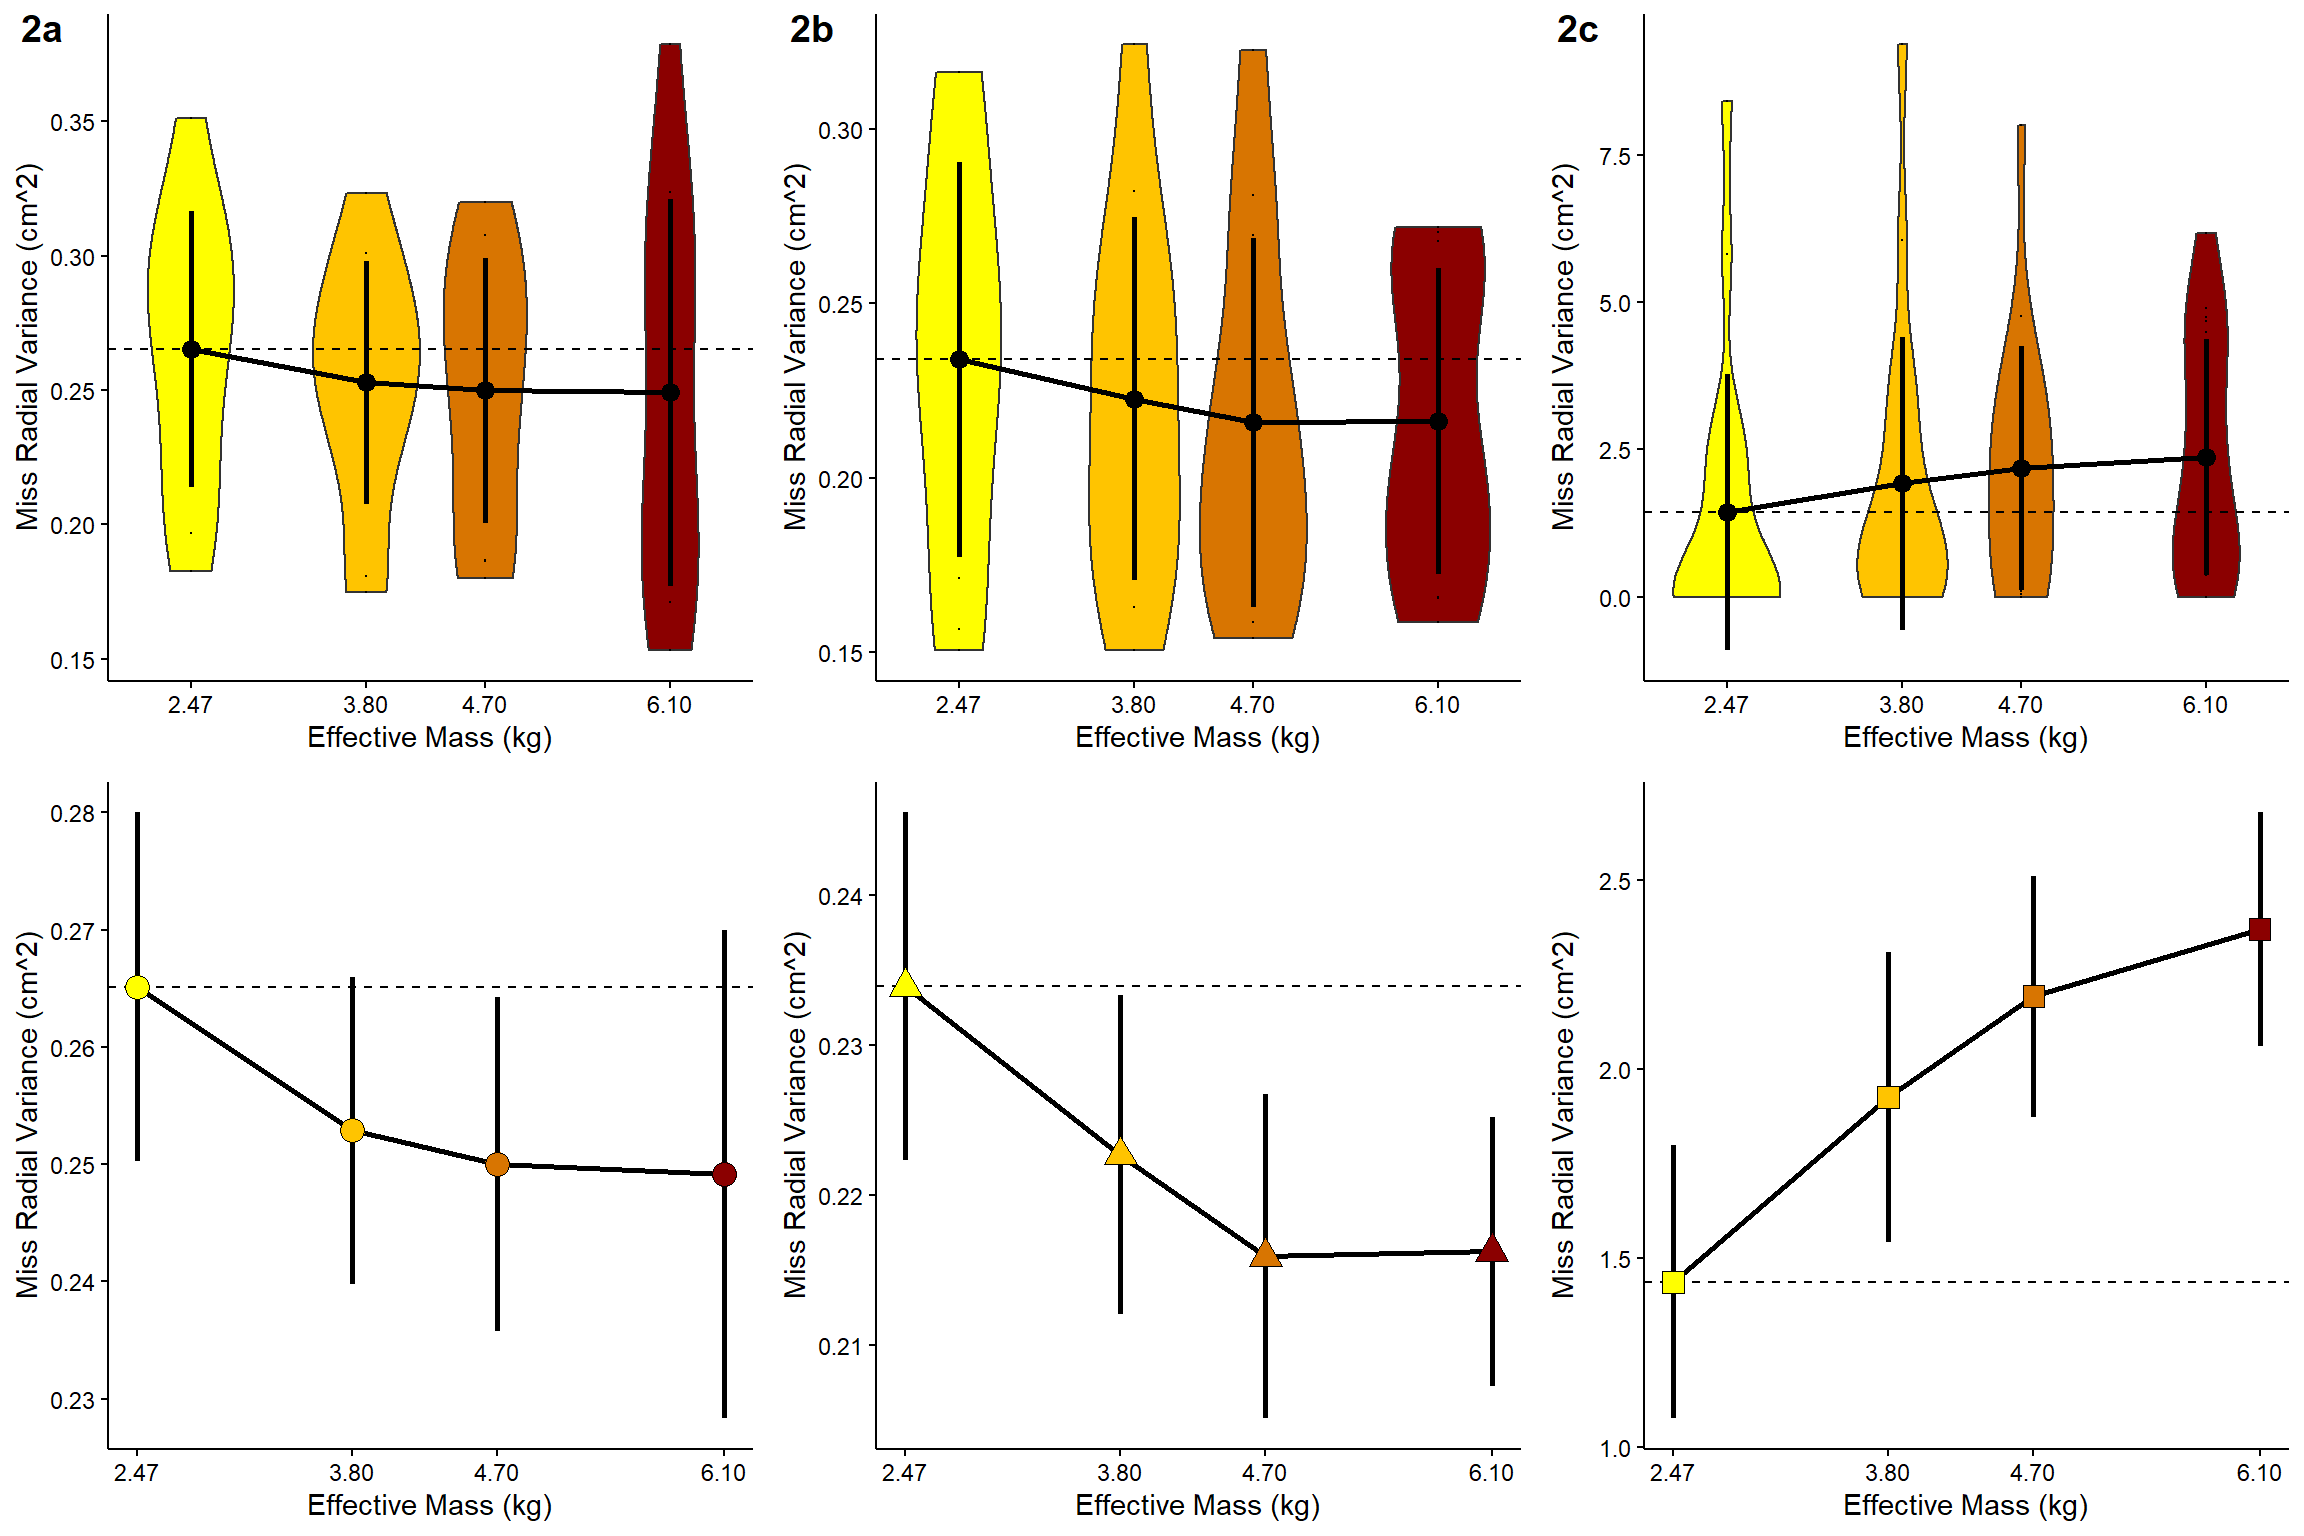 2a
0.35
0.30
0.25
0.20
0.15
Miss Radial Variance (cm^2)
2.47 3.80 4.70 6.10
Effective Mass (kg)
2b
0.30
0.25
0.20
0.15
Miss Radial Variance (cm^2)
2.47 3.80 4.70 6.10
Effective Mass (kg)
2c
7.5
5.0
2.5
0.0
Miss Radial Variance (cm^2)
2.47 3.80 4.70 6.10
Effective Mass (kg)
0.28
0.27
0.26
0.25
0.24
0.23
Miss Radial Variance (cm^2)
2.47 3.80 4.70 6.10
Effective Mass (kg)
0.24
0.23
0.22
0.21
Miss Radial Variance (cm^2)
2.47 3.80 4.70 6.10
Effective Mass (kg)
2.5
2.0
1.5
1.0
Miss Radial Variance (cm^2)
2.47 3.80 4.70 6.10
Effective Mass (kg)